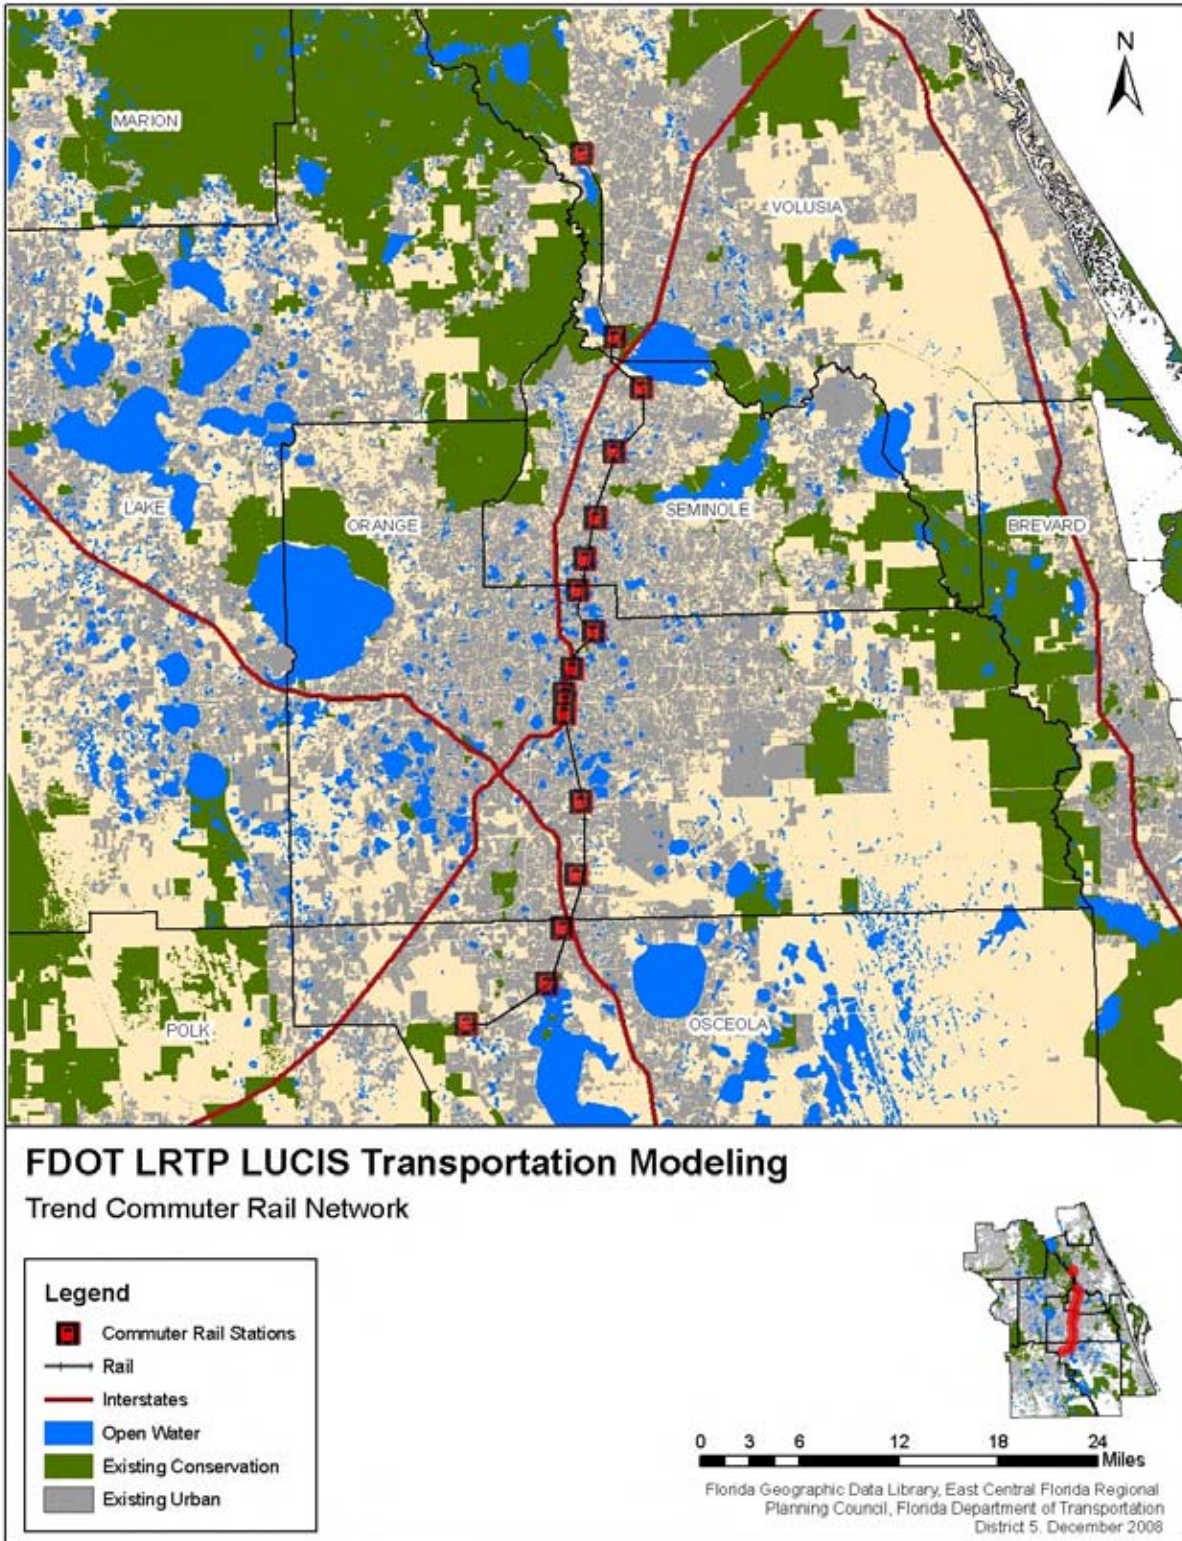 N
MARION
VOLUSIA
LAKE
ORANGE
SEMINOLE
BREVARD
POLK
OSCEOLA
FDOT LRTP LUCIS Transportation Modeling
Trend Commuter Rail Network
Legend
Commuter Rail Stations
Rail
Interstates
Open Water
Existing Conservation
Existing Urban
0 3 6 12 18 24
Miles
Florida Geographic Data Library, East Central Florida Regional
Planning Council, Florida Department of Transportation
District 5. December 2008